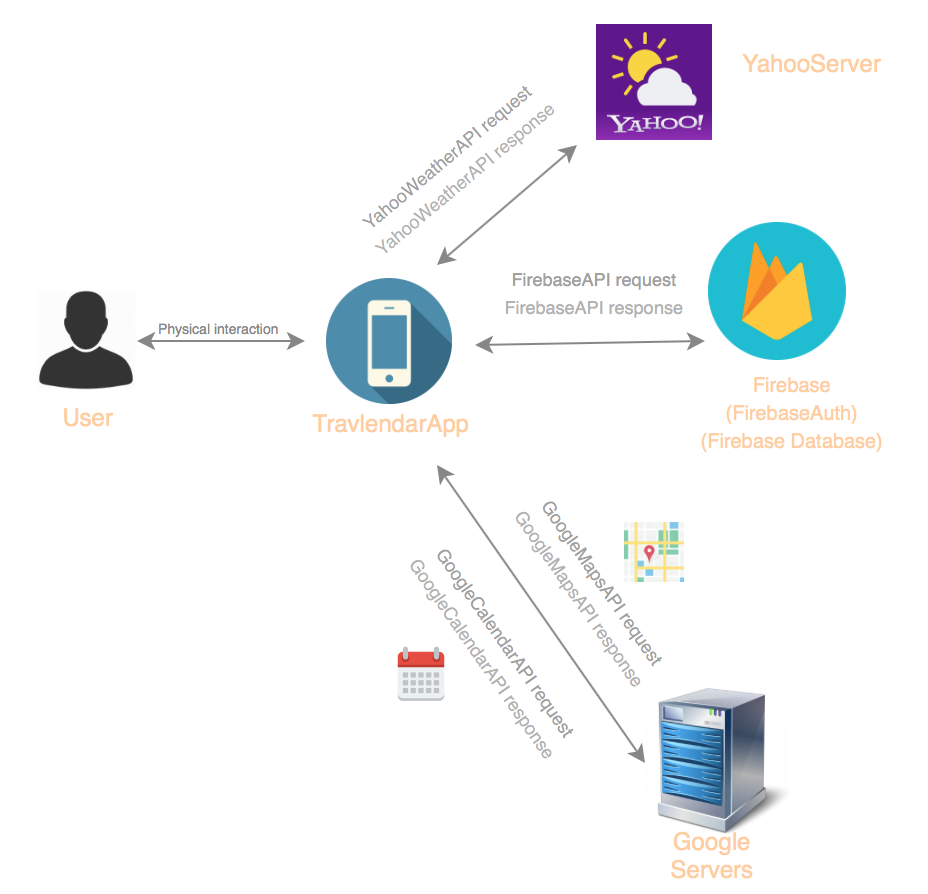 YAHOO!
YahooServer
YahooWeatherAPI request
YahooWeatherAPI response
FirebaseAPI request
FirebaseAPI response
Physical interaction
User
TravlendarApp
Firebase
(FirebaseAuth)
(Firebase Database)
GoogleMapsAPI request
GoogleMapsAPI response
GoogleCalendarAPI request
GoogleCalendarAPI response
Google
Servers